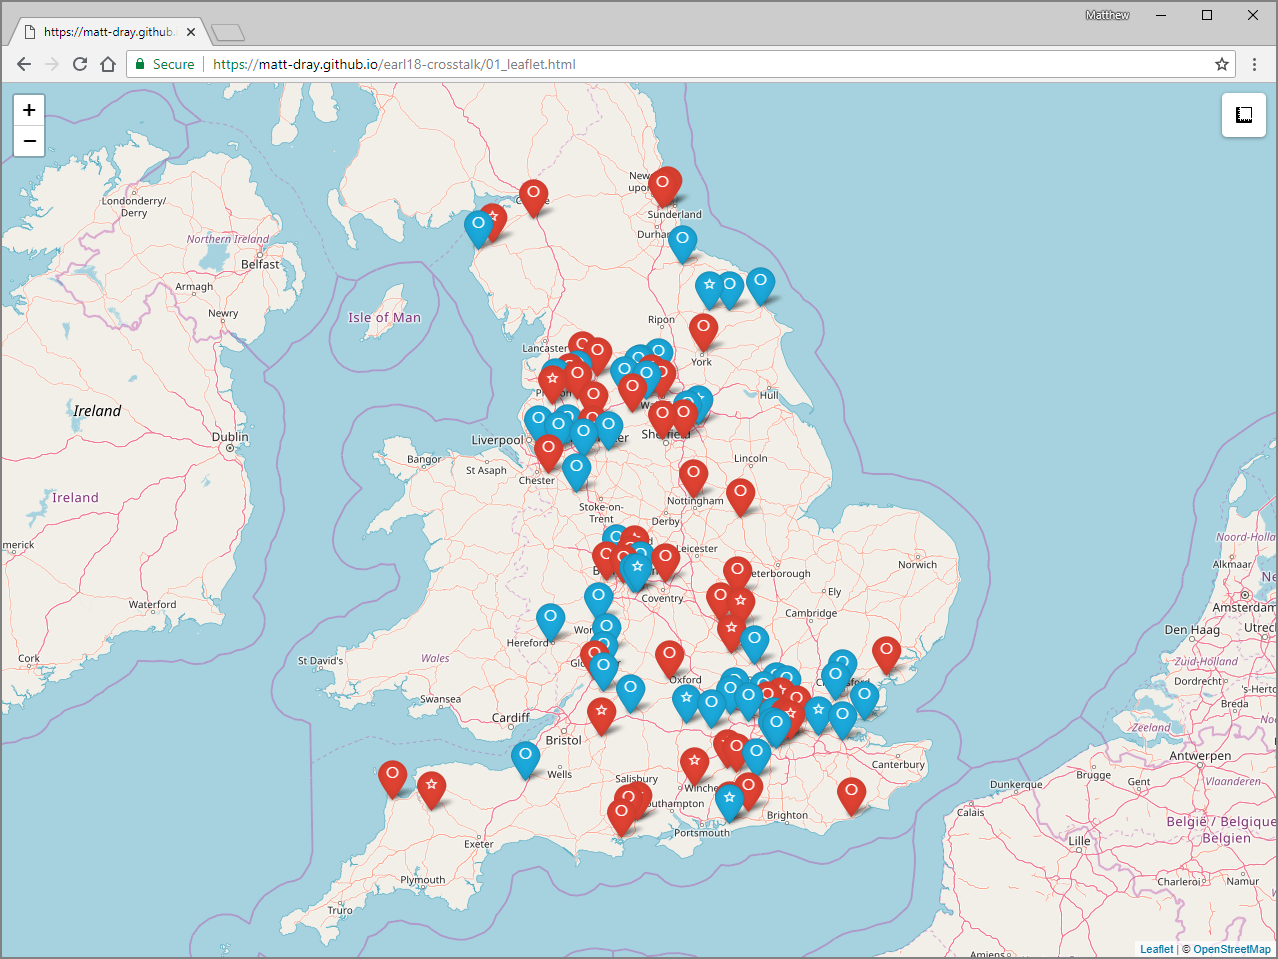 Matthew
https://matt-dray.github.
Secure
https://matt-dray.github.io/earl18-crosstalk/01_leaflet.html
+
−
Londonderry/
Derry
Northern Ireland
Belfast
Armagh
Newry
Isle of Man
Ireland
Dublin
Ireland
merick
Waterford
Cork
New
upon
Sunderland
Durha
Ripon
Lancaster
York
Hull
Liverpool
Bangor
St Asaph
Chester
Lincoln
Nottingham
Stoke-on-
Trent
Derby
Leicester
Norwich
eterborough
Ely
Coventry
Cambridge
Hereford
St David's
Wales
Oxford
Swansea
Cardiff
Bristol
Wells
Canterbury
Salisbury
Winche
outhampton
Brighton
Portsmouth
Exeter
Plymouth
Truro
Noord-Holla
Alkmaar
Ne
Amsterdam
Den Haag
Utrec
Zuid-Holland
Dordrecht
's-Herto
Breda
Zeeland
Noo
Antwerpen
Brugge
Gent
Vlaanderen
Dunkerque
Calais
België / Belgique
Belgien
Lille
Charleroi
Namur
Amiens
Leaflet | © OpenStreetMap